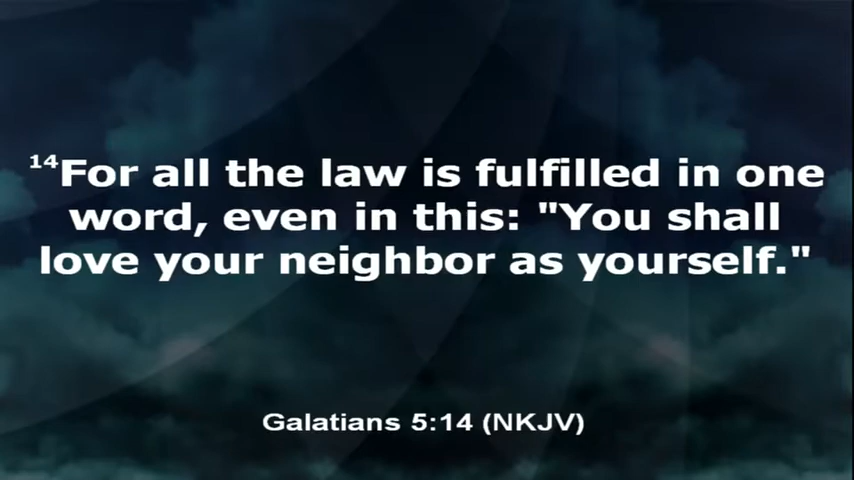 ¹⁴For all the law is fulfilled in one
word, even in this: "You shall
love your neighbor as yourself."
Galatians 5:14 (NKJV)